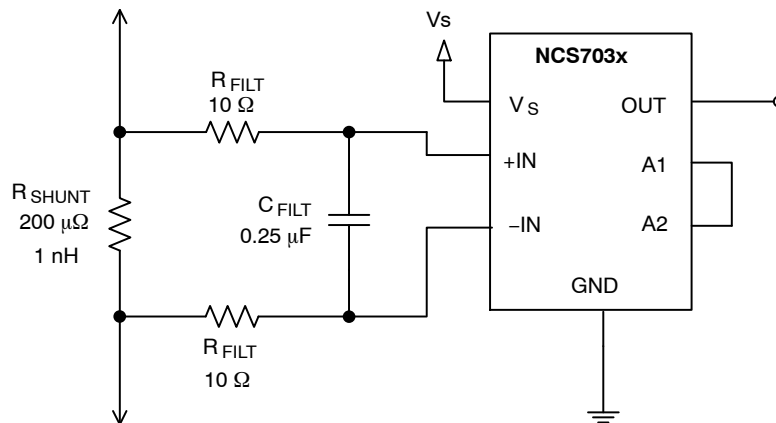 Vs
NCS703x
R FILT
10 Ω
VS
OUT
+IN
A1
R SHUNT
200 μΩ
1 nH
C FILT
0.25 μF
–IN
A2
GND
R FILT
10 Ω